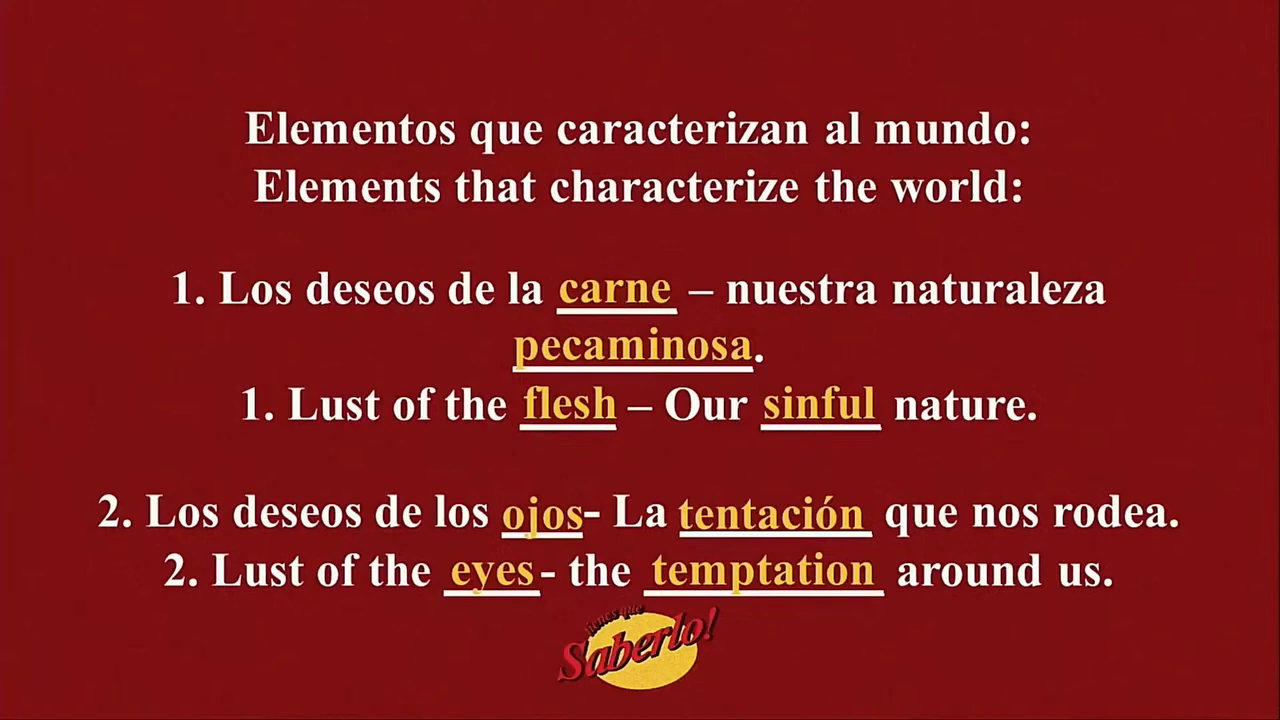 Elementos que caracterizan al mundo:
Elements that characterize the world:
1. Los deseos de la carne – nuestra naturaleza
pecaminosa.
1. Lust of the flesh – Our sinful nature.
2. Los deseos de los ojos- La tentación que nos rodea.
2. Lust of the eyes- the temptation around us.
tienes que
Saberlo!